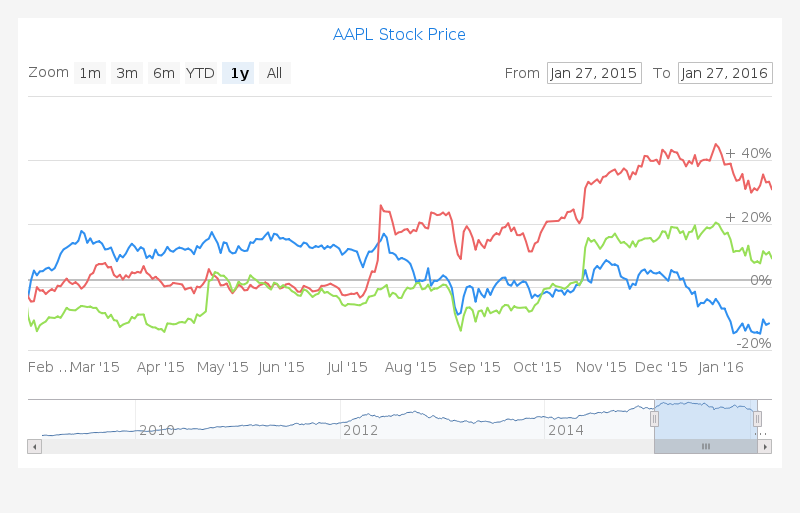 AAPL Stock Price
Zoom 1m 3m 6m YTD 1y All From Jan 27, 2015 To Jan 27, 2016
+ 40%
+ 20%
0%
-20%
Feb ... Mar '15 Apr '15 May '15 Jun '15 Jul '15 Aug '15 Sep '15 Oct '15 Nov '15 Dec '15 Jan '16
2010 2012 2014 ...